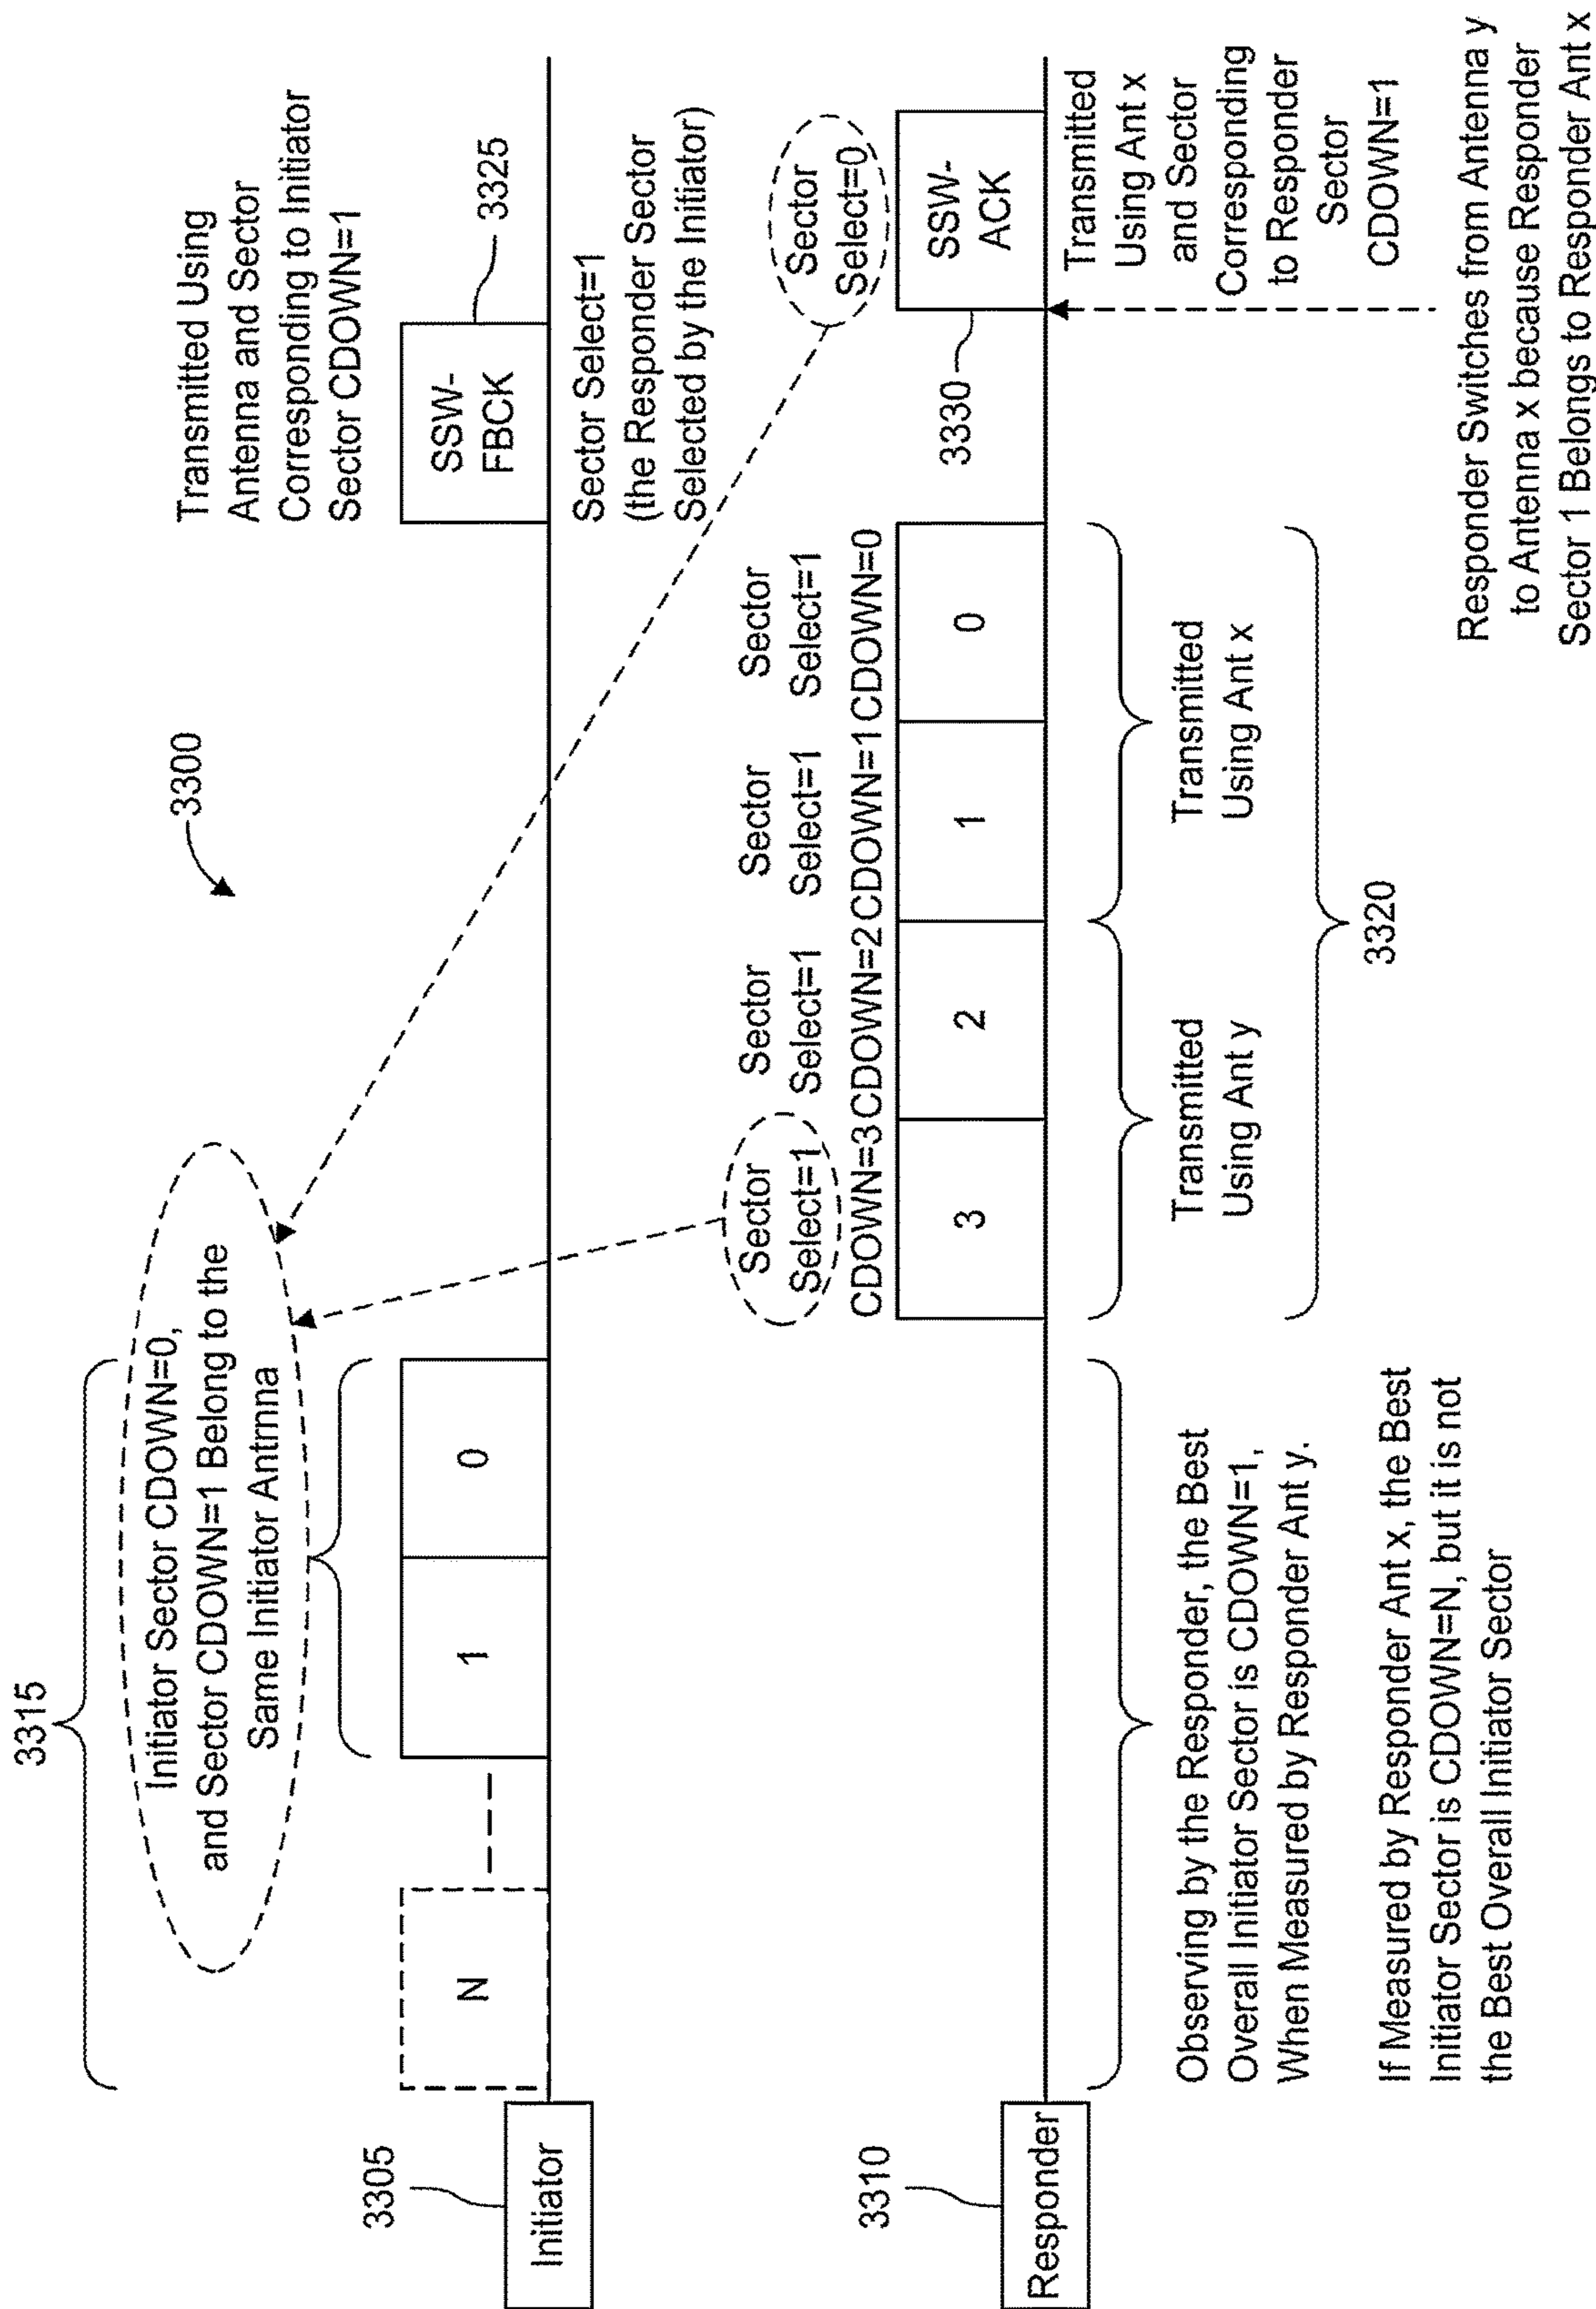 3300
3315
Initiator Sector CDOWN=0,
and Sector CDOWN=1 Belong to the
Same Initiator Antmna
Transmitted Using
Antenna and Sector
Corresponding to Initiator
Sector CDOWN=1
3305
Initiator
N
1
0
SSW-
FBCK
3325
Sector Select=1
(the Responder Sector
Selected by the Initiator)
Sector
Select=1
Sector
Select=1
Sector
Select=1
Sector
Select=1
Sector
Select=0
CDOWN=3
CDOWN=2
CDOWN=1
CDOWN=0
3310
Responder
3
2
1
0
3330
SSW-
ACK
Observing by the Responder, the Best
Overall Initiator Sector is CDOWN=1,
When Measured by Responder Ant y.
If Measured by Responder Ant x, the Best
Initiator Sector is CDOWN=N, but it is not
the Best Overall Initiator Sector
Transmitted
Using Ant y
Transmitted
Using Ant x
3320
Transmitted
Using Ant x
and Sector
Corresponding
to Responder
Sector
CDOWN=1
Responder Switches from Antenna y
to Antenna x because Responder
Sector 1 Belongs to Responder Ant x